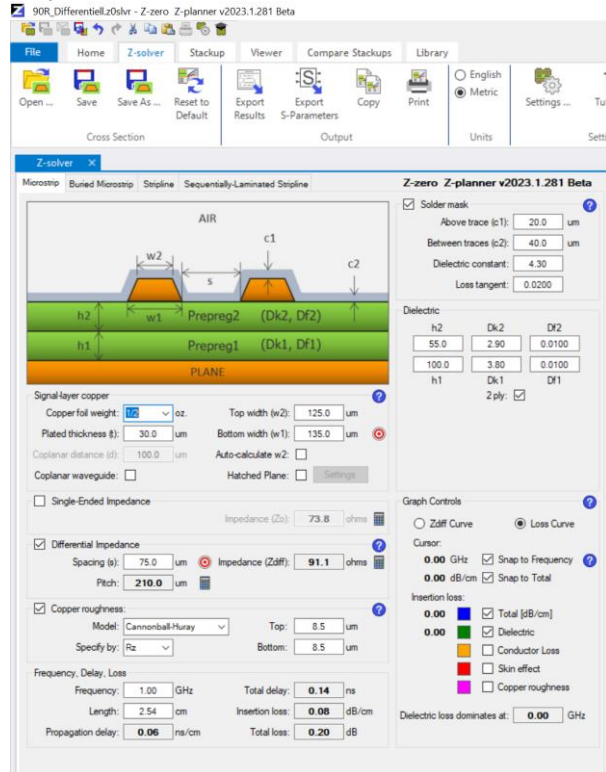 90R_Differentiell.z0slvr - Z-zero Z-planner v2023.1.281 Beta
File Home Z-solver Stackup Viewer Compare Stackups Library
Open ... Save Save As ... Reset to Default Export Results Export S-Parameters Copy Print English Metric Settings ...
Cross Section Output Units
Z-solver ×
Microstrip Buried Microstrip Stripline Sequentially-Laminated Stripline Z-zero Z-planner v2023.1.281 Beta
AIR
c1
w2
c2
s
h2 w1 Prepreg2 (Dk2, Df2)
h1 Prepreg1 (Dk1, Df1)
PLANE
Solder mask
Above trace (c1): 20.0 um
Between traces (c2): 40.0 um
Dielectric constant: 4.30
Loss tangent: 0.0200
Dielectric
h2 Dk2 Df2
55.0 2.90 0.0100
100.0 3.80 0.0100
h1 Dk1 Df1
2 ply:
Signal-layer copper
Copper foil weight: 1/2 oz. Top width (w2): 125.0 um
Plated thickness (t): 30.0 um Bottom width (w1): 135.0 um
Coplanar distance (d): 100.0 um Auto-calculate w2:
Coplanar waveguide: Hatched Plane: Settings
Single-Ended Impedance
Impedance (Zo): 73.8 ohms
Differential Impedance
Spacing (s): 75.0 um Impedance (Zdiff): 91.1 ohms
Pitch: 210.0 um
Copper roughness:
Model: Cannonball-Huray Top: 8.5 um
Specify by: Rz Bottom: 8.5 um
Frequency, Delay, Loss
Frequency: 1.00 GHz Total delay: 0.14 ns
Length: 2.54 cm Insertion loss: 0.08 dB/cm
Propagation delay: 0.06 ns/cm Total loss: 0.20 dB
Graph Controls
Zdiff Curve Loss Curve
Cursor:
0.00 GHz Snap to Frequency
0.00 dB/cm Snap to Total
Insertion loss:
0.00 Total [dB/cm]
0.00 Dielectric
Conductor Loss
Skin effect
Copper roughness
Dielectric loss dominates at: 0.00 GHz